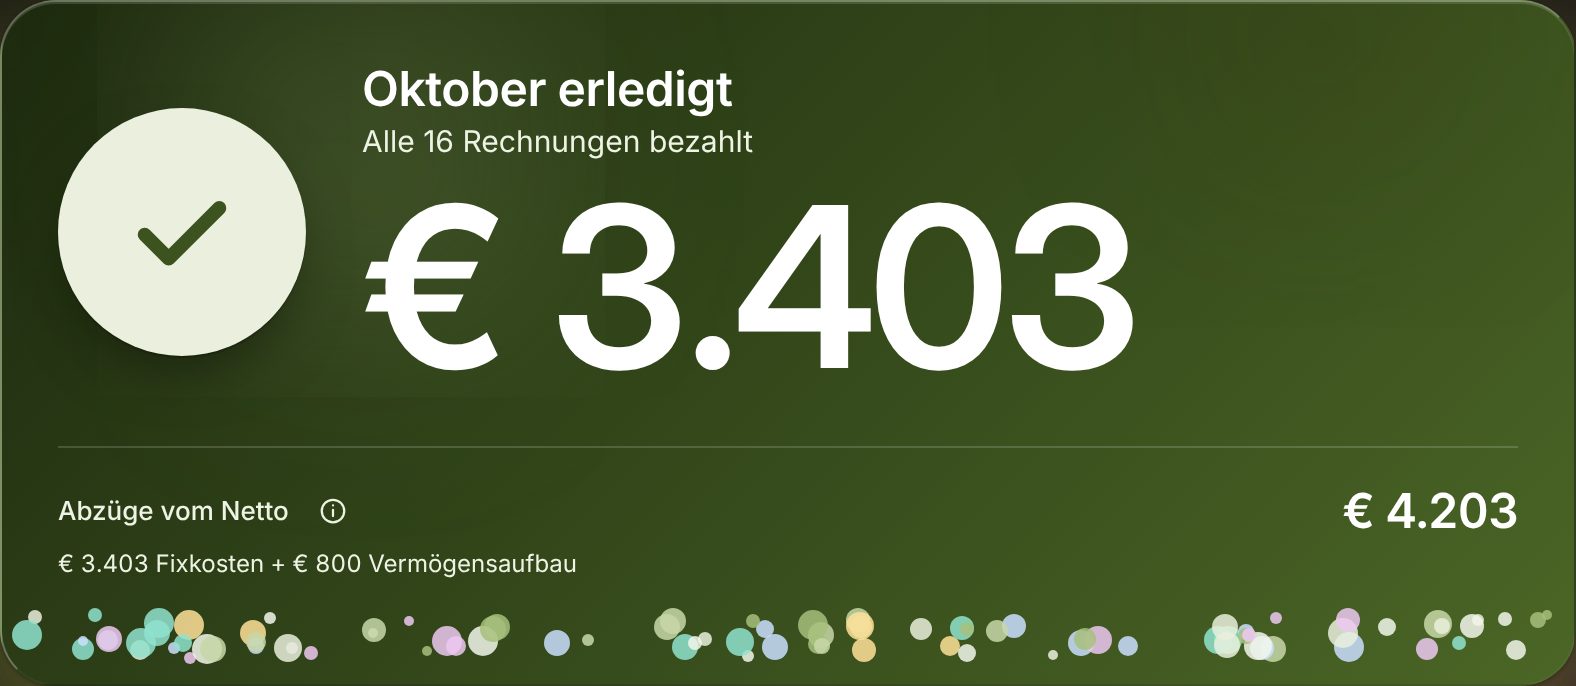 Oktober erledigt
Alle 16 Rechnungen bezahlt
€ 3.403
Abzüge vom Netto
€ 4.203
€ 3.403 Fixkosten + € 800 Vermögensaufbau